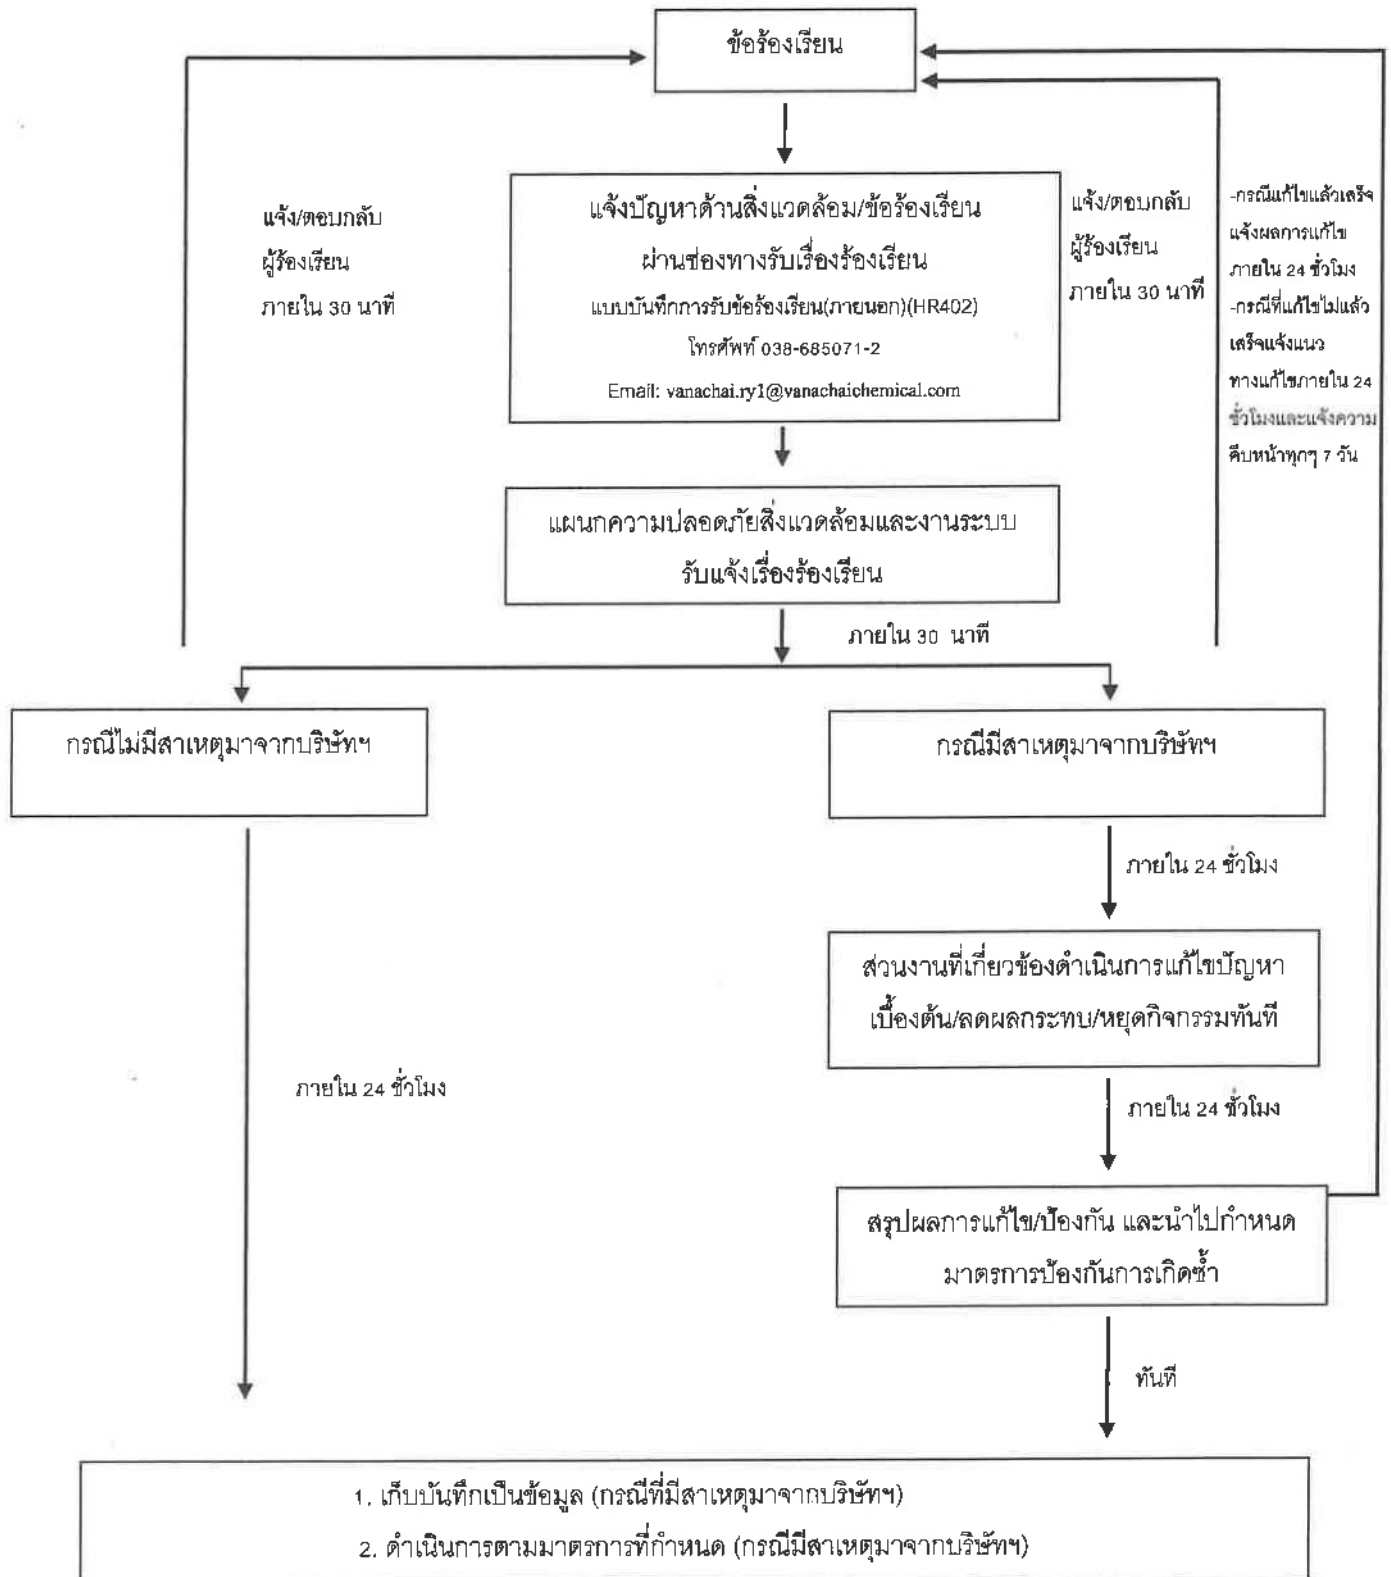 ข้อร้องเรียน
แจ้ง/ตอบกลับ
ผู้ร้องเรียน
ภายใน 30 นาที
แจ้งปัญหาด้านสิ่งแวดล้อม/ข้อร้องเรียน
ผ่านช่องทางรับเรื่องร้องเรียน
แบบบันทึกการรับข้อร้องเรียน(ภายนอก)(HR402)
โทรศัพท์ 038-685071-2
Email: vanachai.ry1@vanachaichemical.com
แจ้ง/ตอบกลับ
ผู้ร้องเรียน
ภายใน 30 นาที
-กรณีแก้ไขแล้วเสร็จ
แจ้งผลการแก้ไข
ภายใน 24 ชั่วโมง
-กรณีที่แก้ไขไม่แล้ว
เสร็จแจ้งแนว
ทางแก้ไขภายใน 24
ชั่วโมงและแจ้งความ
คืบหน้าทุกๆ 7 วัน
แผนกความปลอดภัยสิ่งแวดล้อมและงานระบบ
รับแจ้งเรื่องร้องเรียน
ภายใน 30 นาที
กรณีไม่มีสาเหตุมาจากบริษัทฯ
กรณีมีสาเหตุมาจากบริษัทฯ
ภายใน 24 ชั่วโมง
ส่วนงานที่เกี่ยวข้องดำเนินการแก้ไขปัญหา
เบื้องต้น/ลดผลกระทบ/หยุดกิจกรรมทันที
ภายใน 24 ชั่วโมง
ภายใน 24 ชั่วโมง
สรุปผลการแก้ไข/ป้องกัน และนำไปกำหนด
มาตรการป้องกันการเกิดซ้ำ
ทันที
1. เก็บบันทึกเป็นข้อมูล (กรณีที่มีสาเหตุมาจากบริษัทฯ)
2. ดำเนินการตามมาตรการที่กำหนด (กรณีมีสาเหตุมาจากบริษัทฯ)